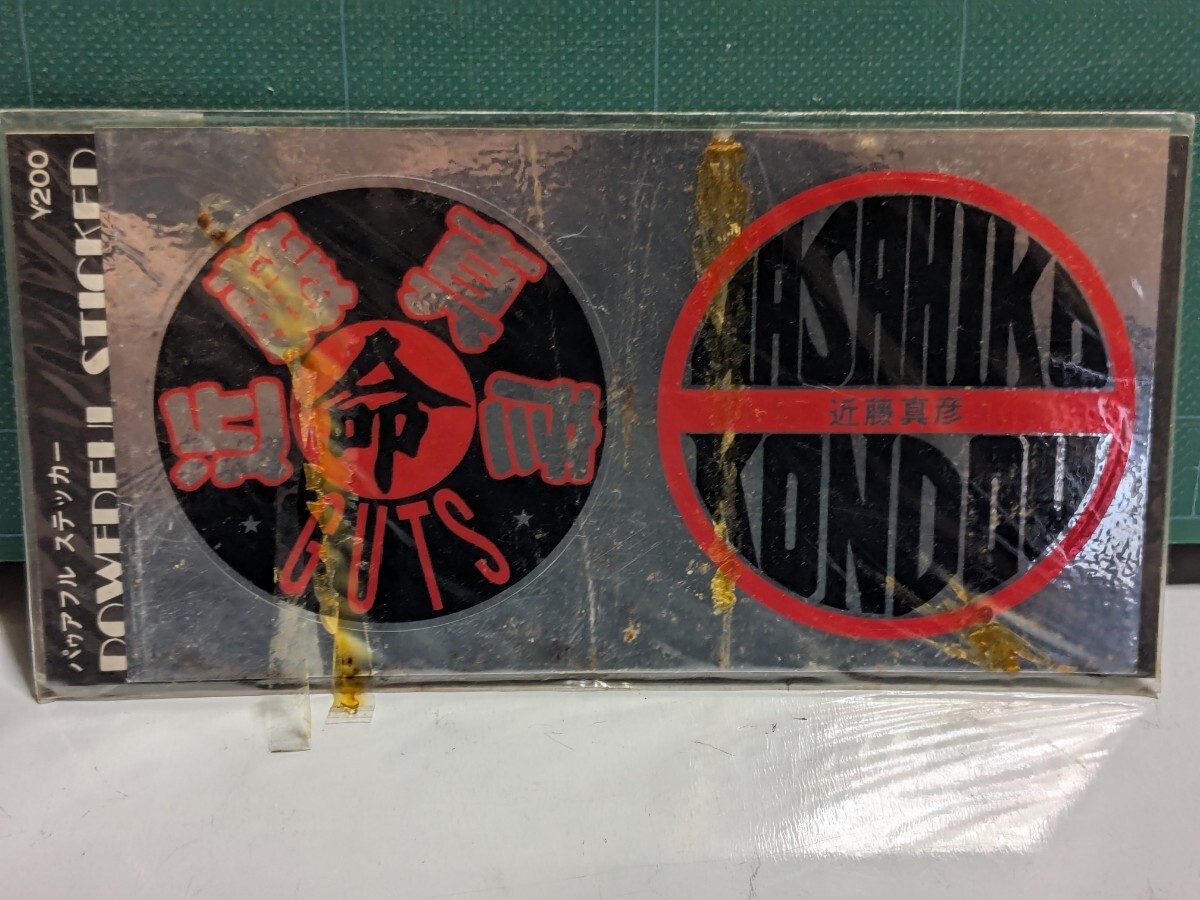 ¥200
POWERFUL STICKER
パゥアフル ステッカー
近藤真彦
命
GUTS
MASAHIKO
近藤真彦
KONDOH